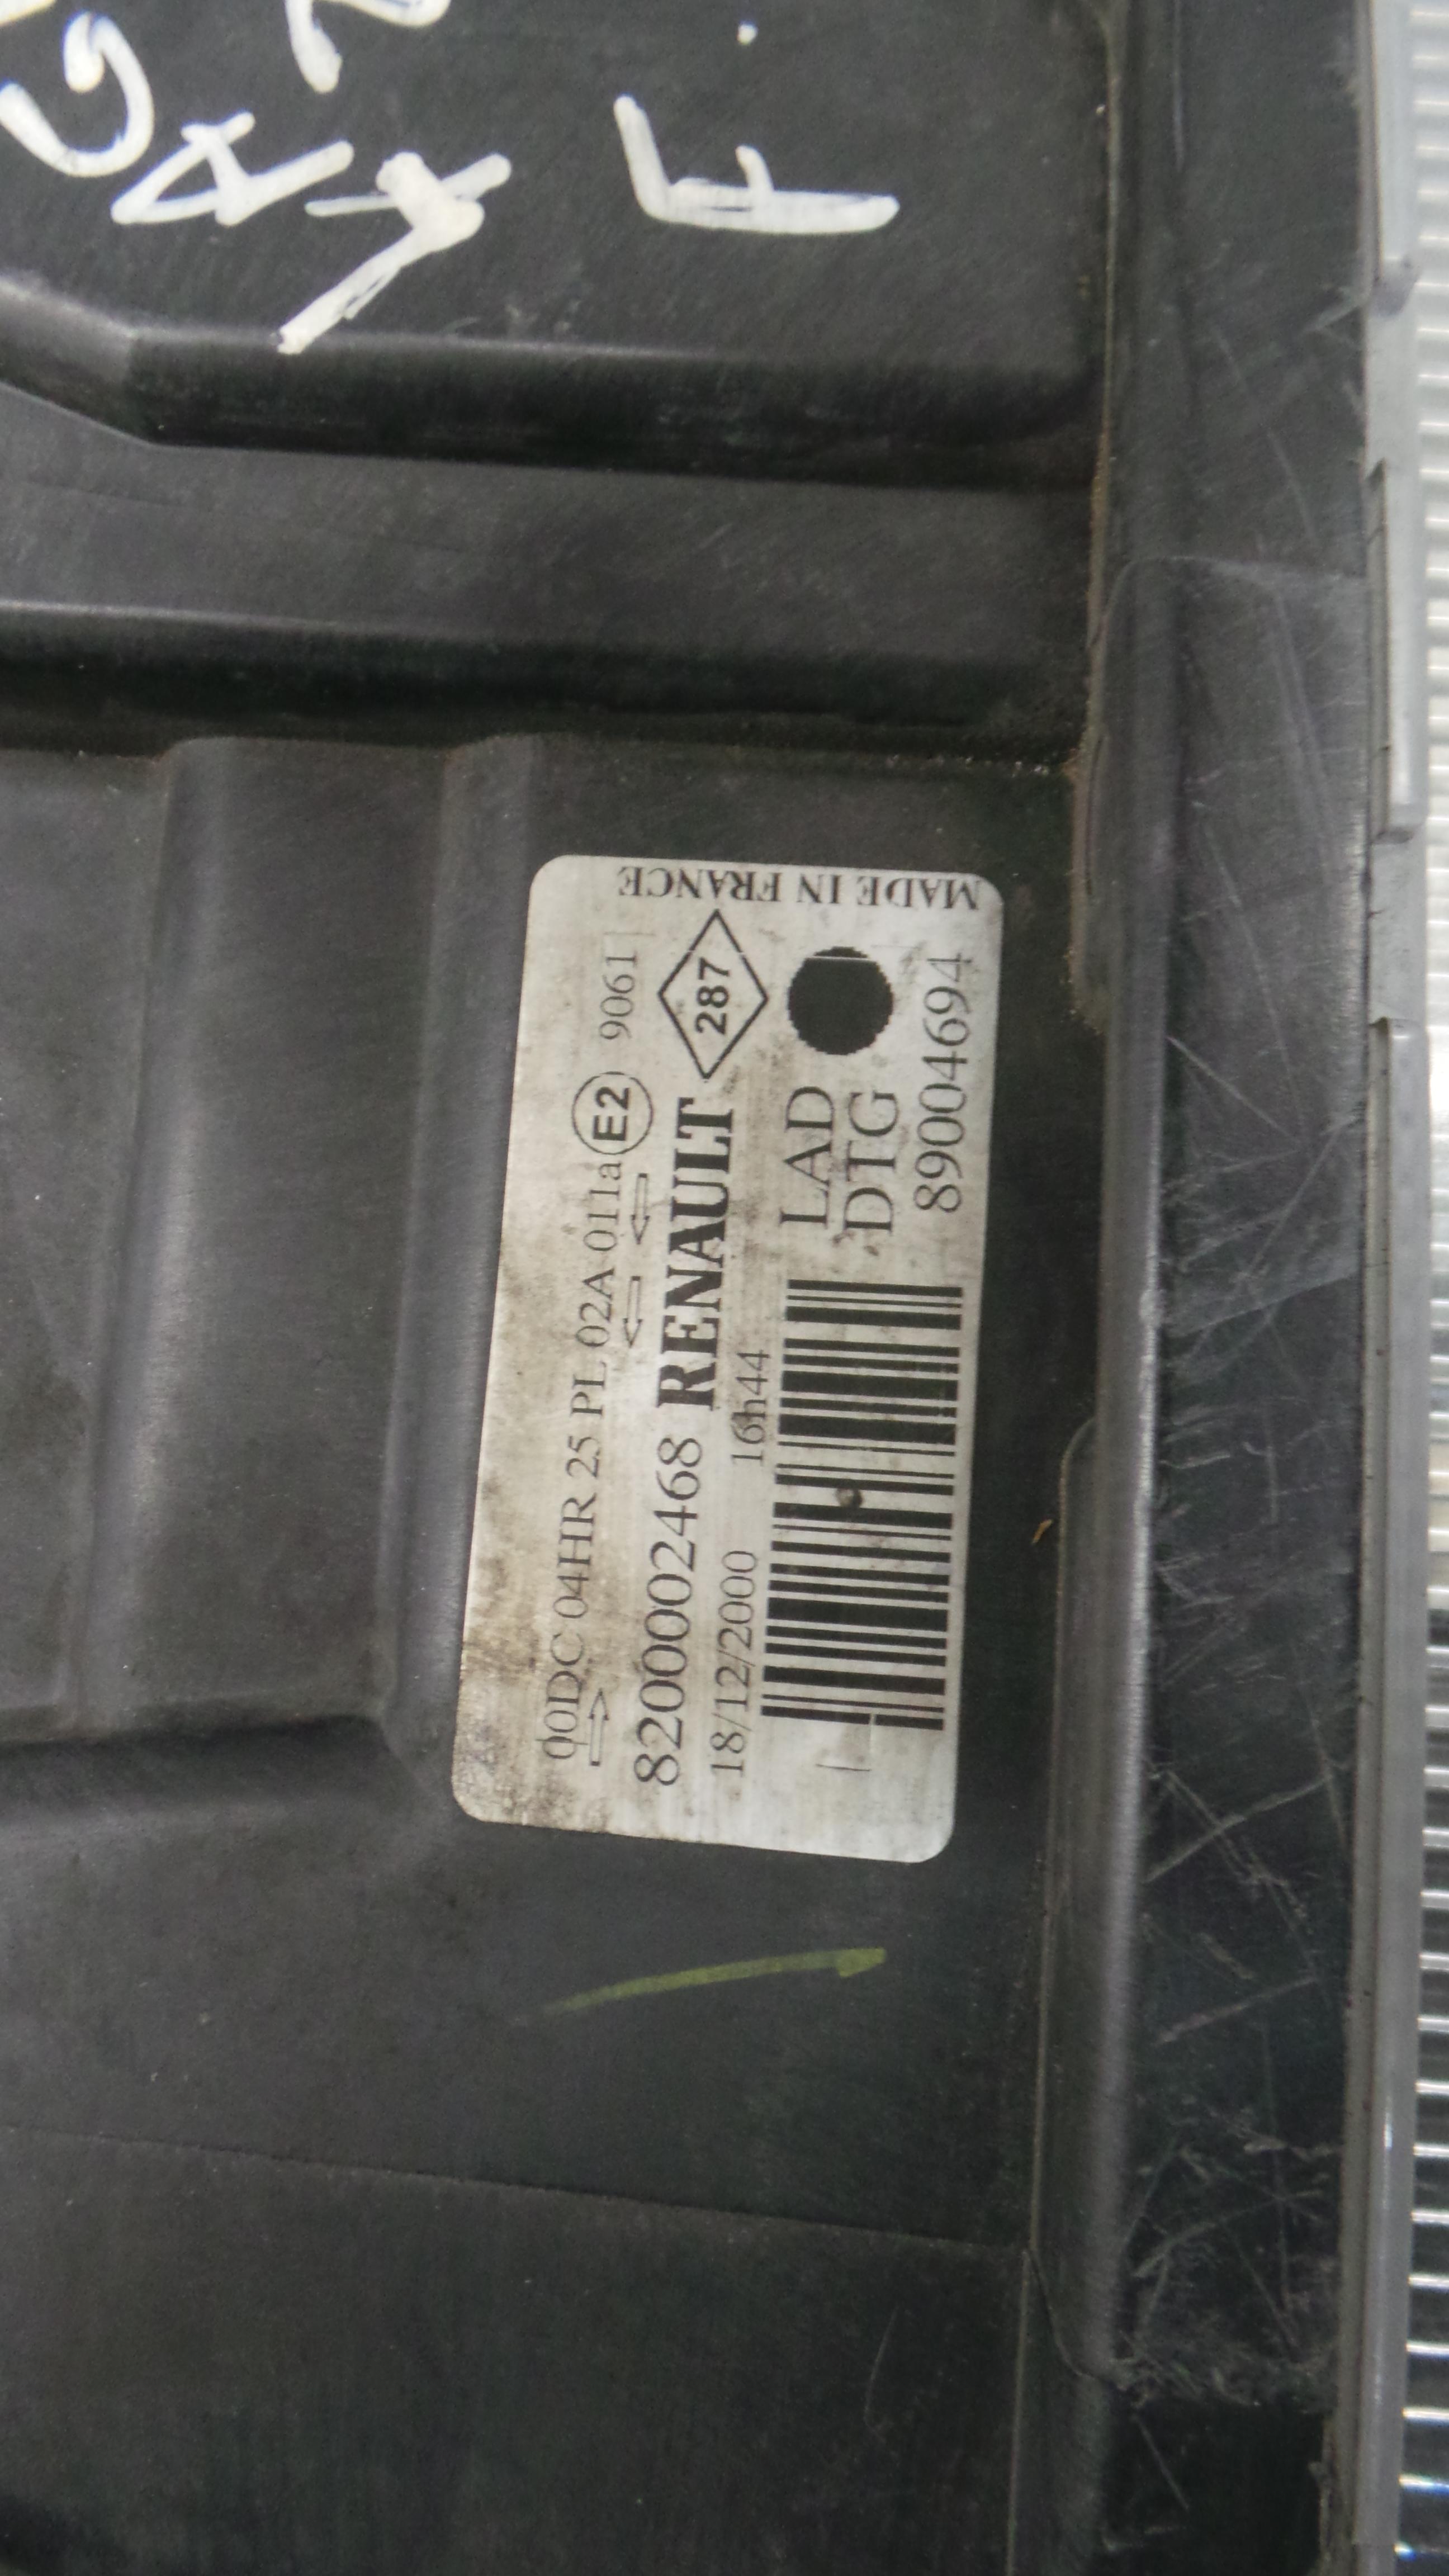 00DC 04HR 25 PL 02A 011a E2 9061
8200002468 RENAULT 287
18/12/2000 16h44
LAD
DTG
89004694
MADE IN FRANCE